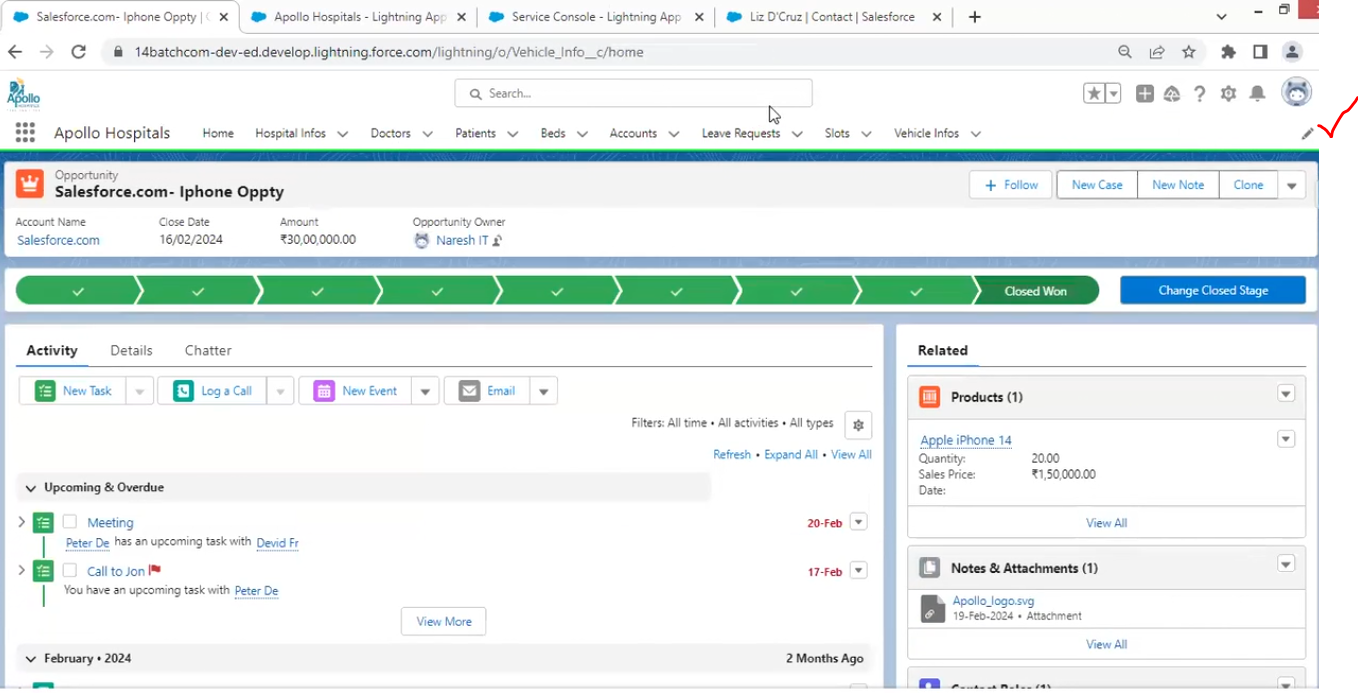 Salesforce.com- Iphone Oppty |
Apollo Hospitals - Lightning App
Service Console - Lightning App
Liz D'Cruz | Contact | Salesforce
14batchcom-dev-ed.develop.lightning.force.com/lightning/o/Vehicle_Info__c/home
Apollo
HOSPITALS
Search...
Apollo Hospitals
Home
Hospital Infos
Doctors
Patients
Beds
Accounts
Leave Requests
Slots
Vehicle Infos
Opportunity
Salesforce.com- Iphone Oppty
+ Follow
New Case
New Note
Clone
Account Name
Close Date
Amount
Opportunity Owner
Salesforce.com
16/02/2024
₹30,00,000.00
Naresh IT
Closed Won
Change Closed Stage
Activity
Details
Chatter
New Task
Log a Call
New Event
Email
Filters: All time • All activities • All types
Refresh • Expand All • View All
Upcoming & Overdue
Meeting
20-Feb
Peter De has an upcoming task with Devid Fr
Call to Jon
17-Feb
You have an upcoming task with Peter De
View More
February • 2024
2 Months Ago
Related
Products (1)
Apple iPhone 14
Quantity: 20.00
Sales Price: ₹1,50,000.00
Date:
View All
Notes & Attachments (1)
Apollo_logo.svg
19-Feb-2024 • Attachment
View All
Contact Roles (1)